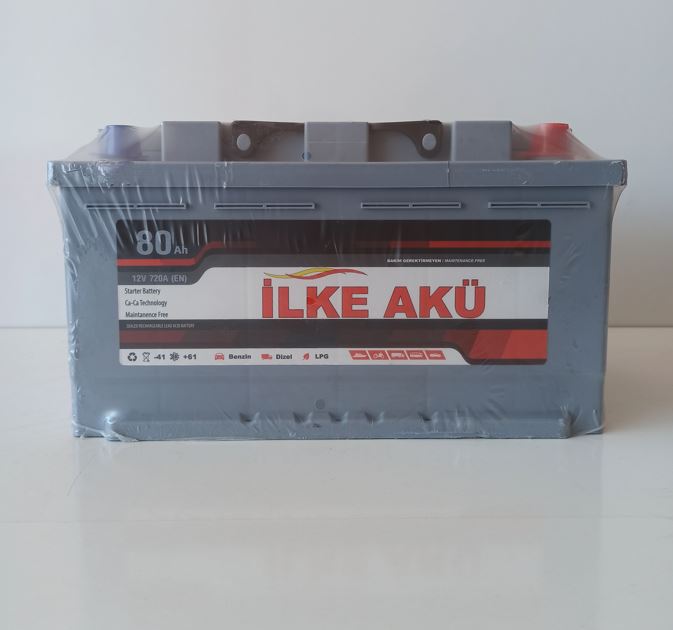 80 Ah
BAKIM GEREKTİRMEYEN / MAINTENANCE FREE
12V 720A (EN)
Starter Battery
Ca-Ca Technology
Maintanence Free
İLKE AKÜ
SEALED RECHARGEABLE LEAD ACID BATTERY
-41 +61 Benzin Dizel LPG